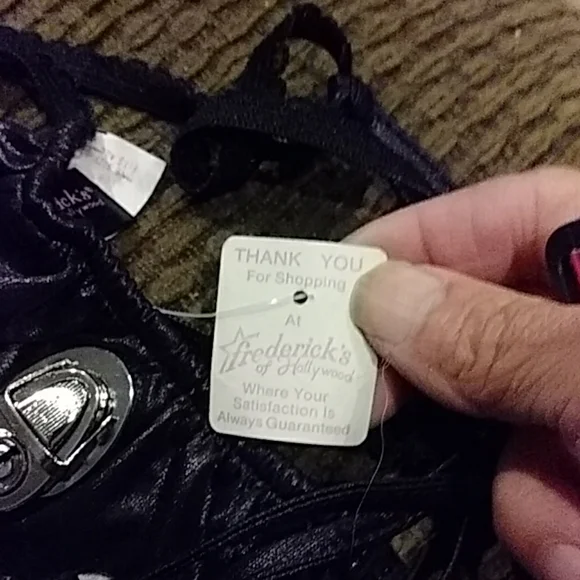 THANK YOU
For Shopping
At
frederick's
of Hollywood
Where Your
Satisfaction Is
Always Guaranteed